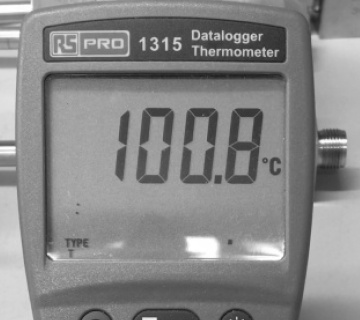 RS PRO 1315 Datalogger
Thermometer
100.8 °C
TYPE
T